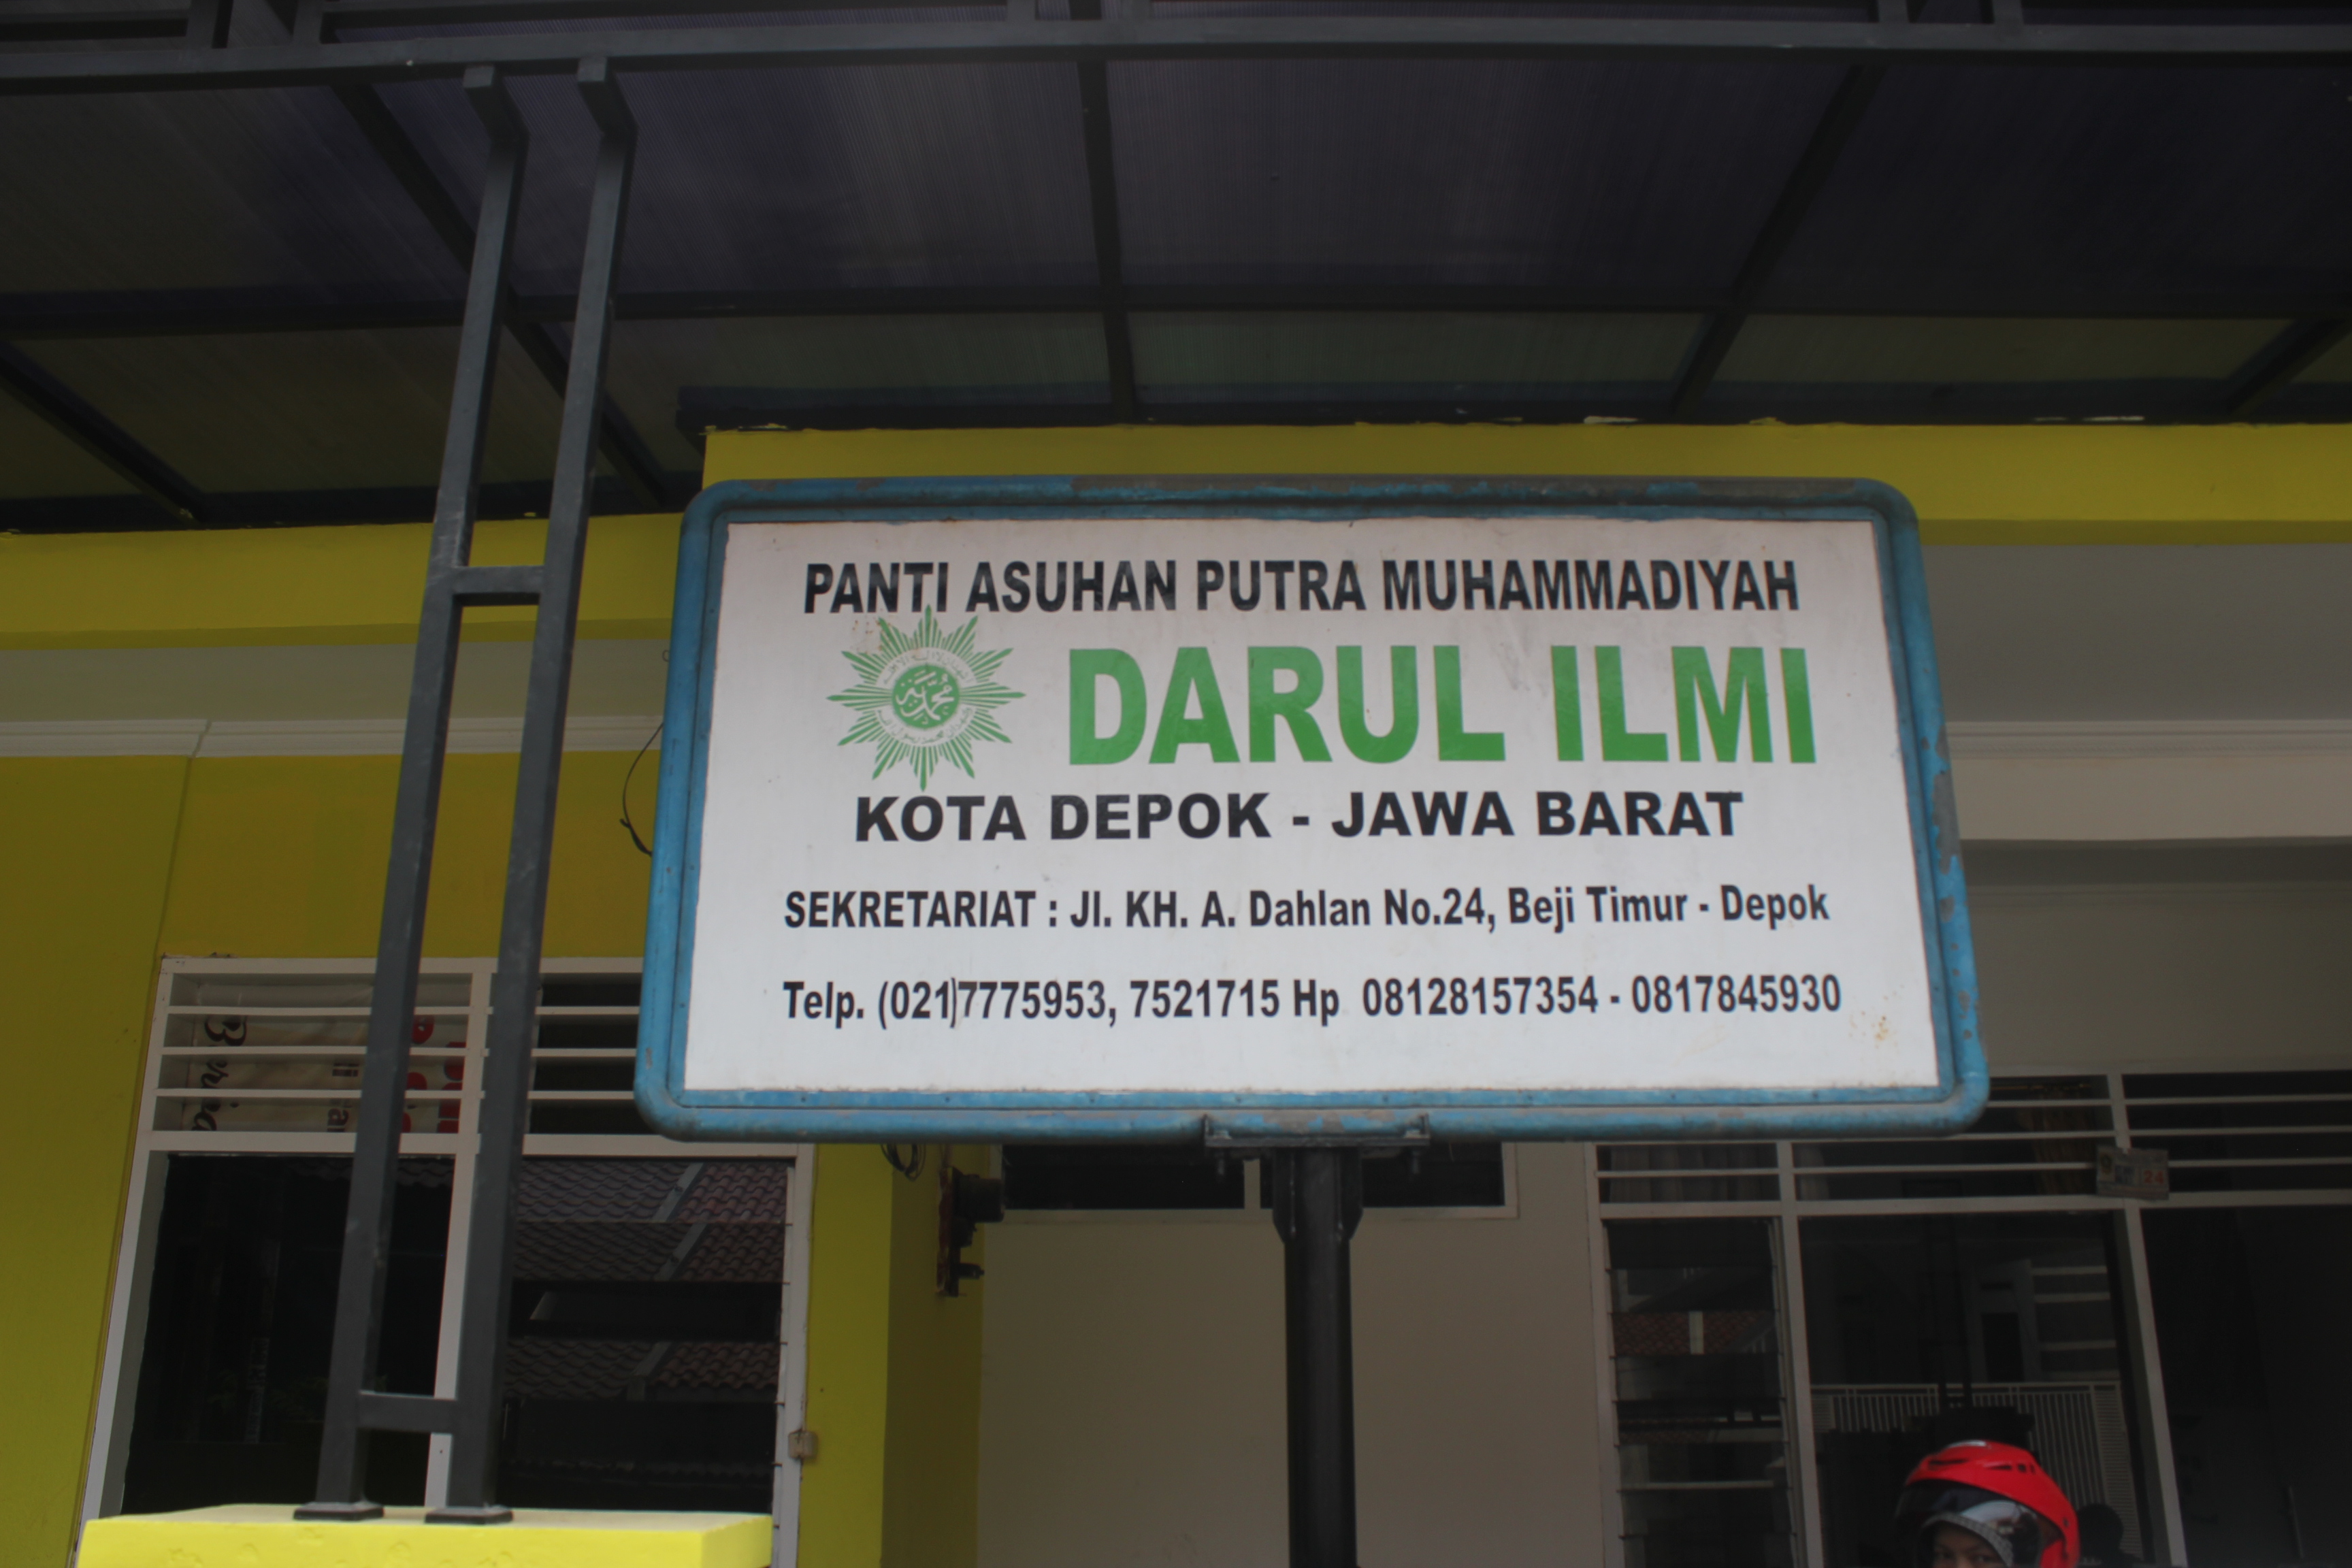 PANTI ASUHAN PUTRA MUHAMMADIYAH
DARUL ILMI
KOTA DEPOK - JAWA BARAT
SEKRETARIAT : Jl. KH. A. Dahlan No.24, Beji Timur - Depok
Telp. (021)7775953, 7521715 Hp 08128157354 - 0817845930
24